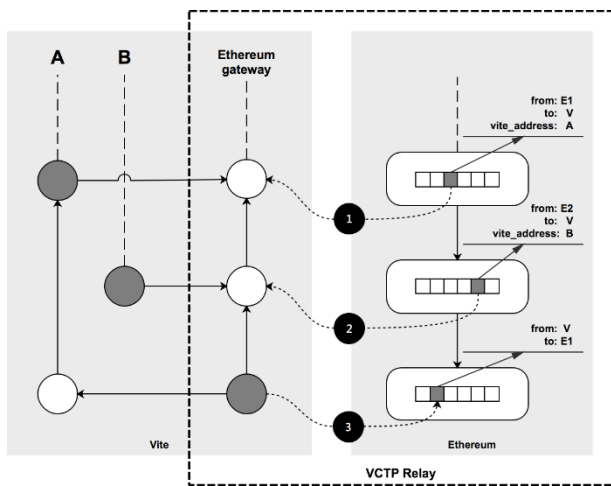 A
B
Ethereum
gateway
from: E1
to: V
vite_address: A
1
from: E2
to: V
vite_address: B
2
from: V
to: E1
3
Vite
Ethereum
VCTP Relay